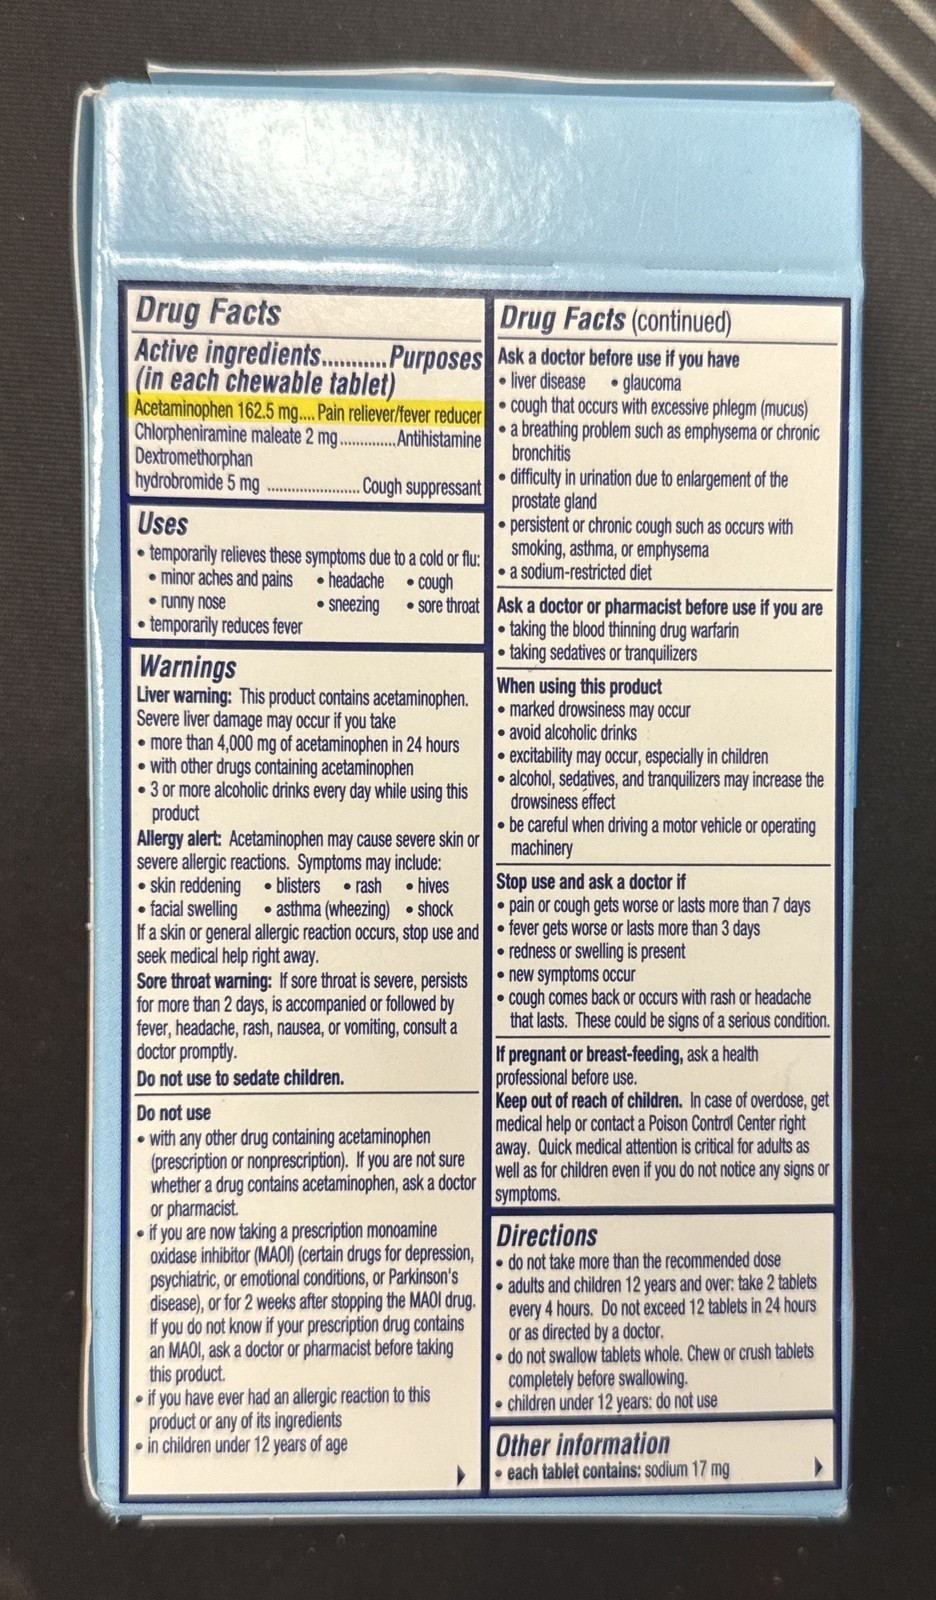 Drug Facts
Active ingredients...........Purposes
(in each chewable tablet)
Acetaminophen 162.5 mg.... Pain reliever/fever reducer
Chlorpheniramine maleate 2 mg..............Antihistamine
Dextromethorphan
hydrobromide 5 mg ...................... Cough suppressant
Uses
• temporarily relieves these symptoms due to a cold or flu:
• minor aches and pains • headache • cough
• runny nose • sneezing • sore throat
• temporarily reduces fever
Warnings
Liver warning: This product contains acetaminophen.
Severe liver damage may occur if you take
• more than 4,000 mg of acetaminophen in 24 hours
• with other drugs containing acetaminophen
• 3 or more alcoholic drinks every day while using this
product
Allergy alert: Acetaminophen may cause severe skin or
severe allergic reactions. Symptoms may include:
• skin reddening • blisters • rash • hives
• facial swelling • asthma (wheezing) • shock
If a skin or general allergic reaction occurs, stop use and
seek medical help right away.
Sore throat warning: If sore throat is severe, persists
for more than 2 days, is accompanied or followed by
fever, headache, rash, nausea, or vomiting, consult a
doctor promptly.
Do not use to sedate children.
Do not use
• with any other drug containing acetaminophen
(prescription or nonprescription). If you are not sure
whether a drug contains acetaminophen, ask a doctor
or pharmacist.
• if you are now taking a prescription monoamine
oxidase inhibitor (MAOI) (certain drugs for depression,
psychiatric, or emotional conditions, or Parkinson's
disease), or for 2 weeks after stopping the MAOI drug.
If you do not know if your prescription drug contains
an MAOI, ask a doctor or pharmacist before taking
this product.
• if you have ever had an allergic reaction to this
product or any of its ingredients
• in children under 12 years of age
Drug Facts (continued)
Ask a doctor before use if you have
• liver disease • glaucoma
• cough that occurs with excessive phlegm (mucus)
• a breathing problem such as emphysema or chronic
bronchitis
• difficulty in urination due to enlargement of the
prostate gland
• persistent or chronic cough such as occurs with
smoking, asthma, or emphysema
• a sodium-restricted diet
Ask a doctor or pharmacist before use if you are
• taking the blood thinning drug warfarin
• taking sedatives or tranquilizers
When using this product
• marked drowsiness may occur
• avoid alcoholic drinks
• excitability may occur, especially in children
• alcohol, sedatives, and tranquilizers may increase the
drowsiness effect
• be careful when driving a motor vehicle or operating
machinery
Stop use and ask a doctor if
• pain or cough gets worse or lasts more than 7 days
• fever gets worse or lasts more than 3 days
• redness or swelling is present
• new symptoms occur
• cough comes back or occurs with rash or headache
that lasts. These could be signs of a serious condition.
If pregnant or breast-feeding, ask a health
professional before use.
Keep out of reach of children. In case of overdose, get
medical help or contact a Poison Control Center right
away. Quick medical attention is critical for adults as
well as for children even if you do not notice any signs or
symptoms.
Directions
• do not take more than the recommended dose
• adults and children 12 years and over: take 2 tablets
every 4 hours. Do not exceed 12 tablets in 24 hours
or as directed by a doctor.
• do not swallow tablets whole. Chew or crush tablets
completely before swallowing.
• children under 12 years: do not use
Other information
• each tablet contains: sodium 17 mg